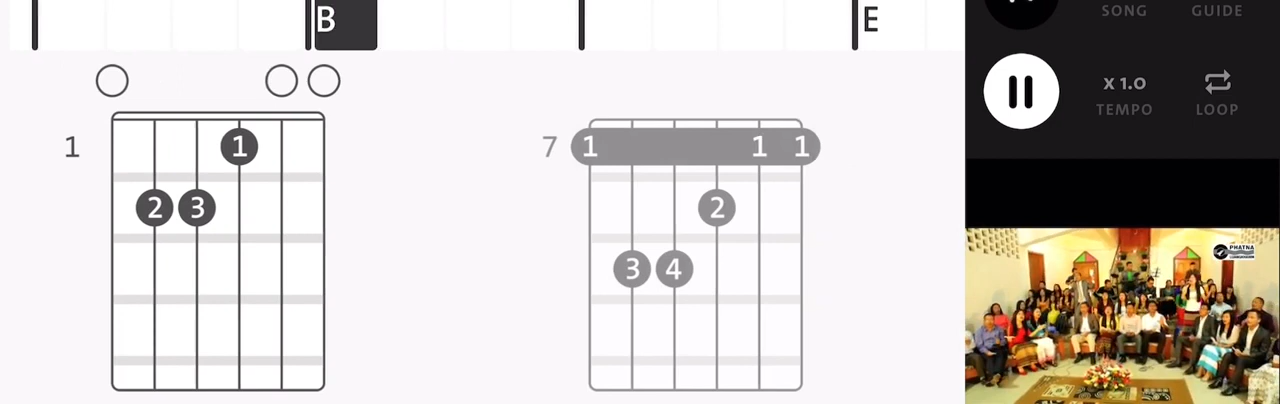 B
E
1
1
2 3
7
1 1 1
2
3 4
SONG GUIDE
X 1.0
TEMPO LOOP
PHATNA